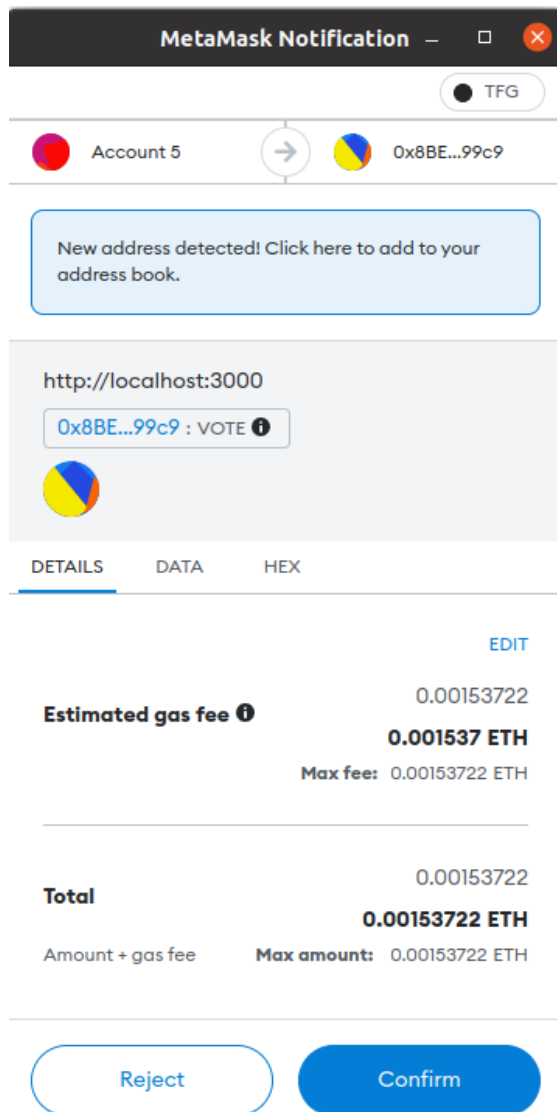 MetaMask Notification
TFG
Account 5
0x8BE...99c9
New address detected! Click here to add to your
address book.
http://localhost:3000
0x8BE...99c9 : VOTE
DETAILS DATA HEX
EDIT
0.00153722
Estimated gas fee
0.001537 ETH
Max fee: 0.00153722 ETH
0.00153722
Total
0.00153722 ETH
Amount + gas fee Max amount: 0.00153722 ETH
Reject Confirm